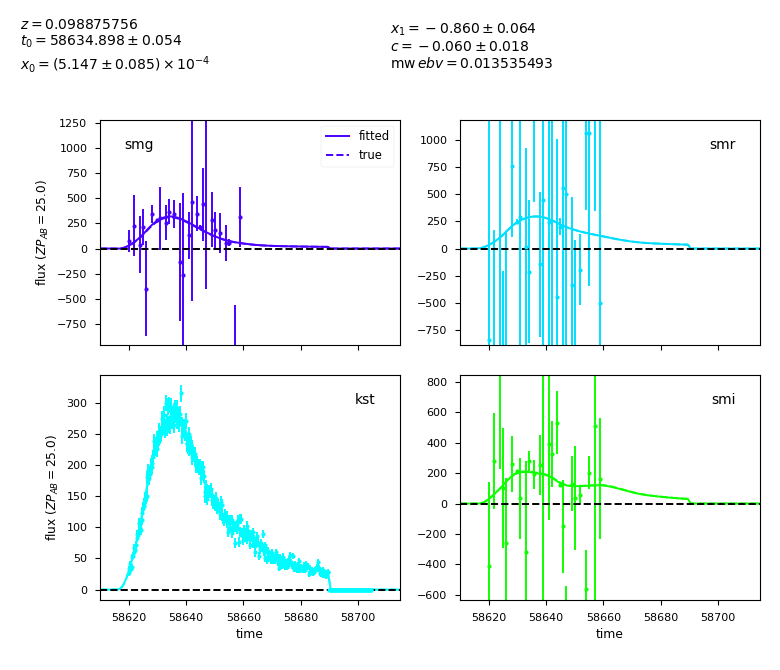 z = 0.098875756
t₀ = 58634.898 ± 0.054
x₀ = (5.147 ± 0.085) × 10⁻⁴
x₁ = −0.860 ± 0.064
c = −0.060 ± 0.018
mw ebv = 0.013535493
1250
1000
750
500
250
0
−250
−500
−750
flux (ZP_AB = 25.0)
smg
fitted
true
1000
750
500
250
0
−250
−500
−750
smr
300
250
200
150
100
50
0
flux (ZP_AB = 25.0)
kst
58620 58640 58660 58680 58700
time
800
600
400
200
0
−200
−400
−600
smi
58620 58640 58660 58680 58700
time